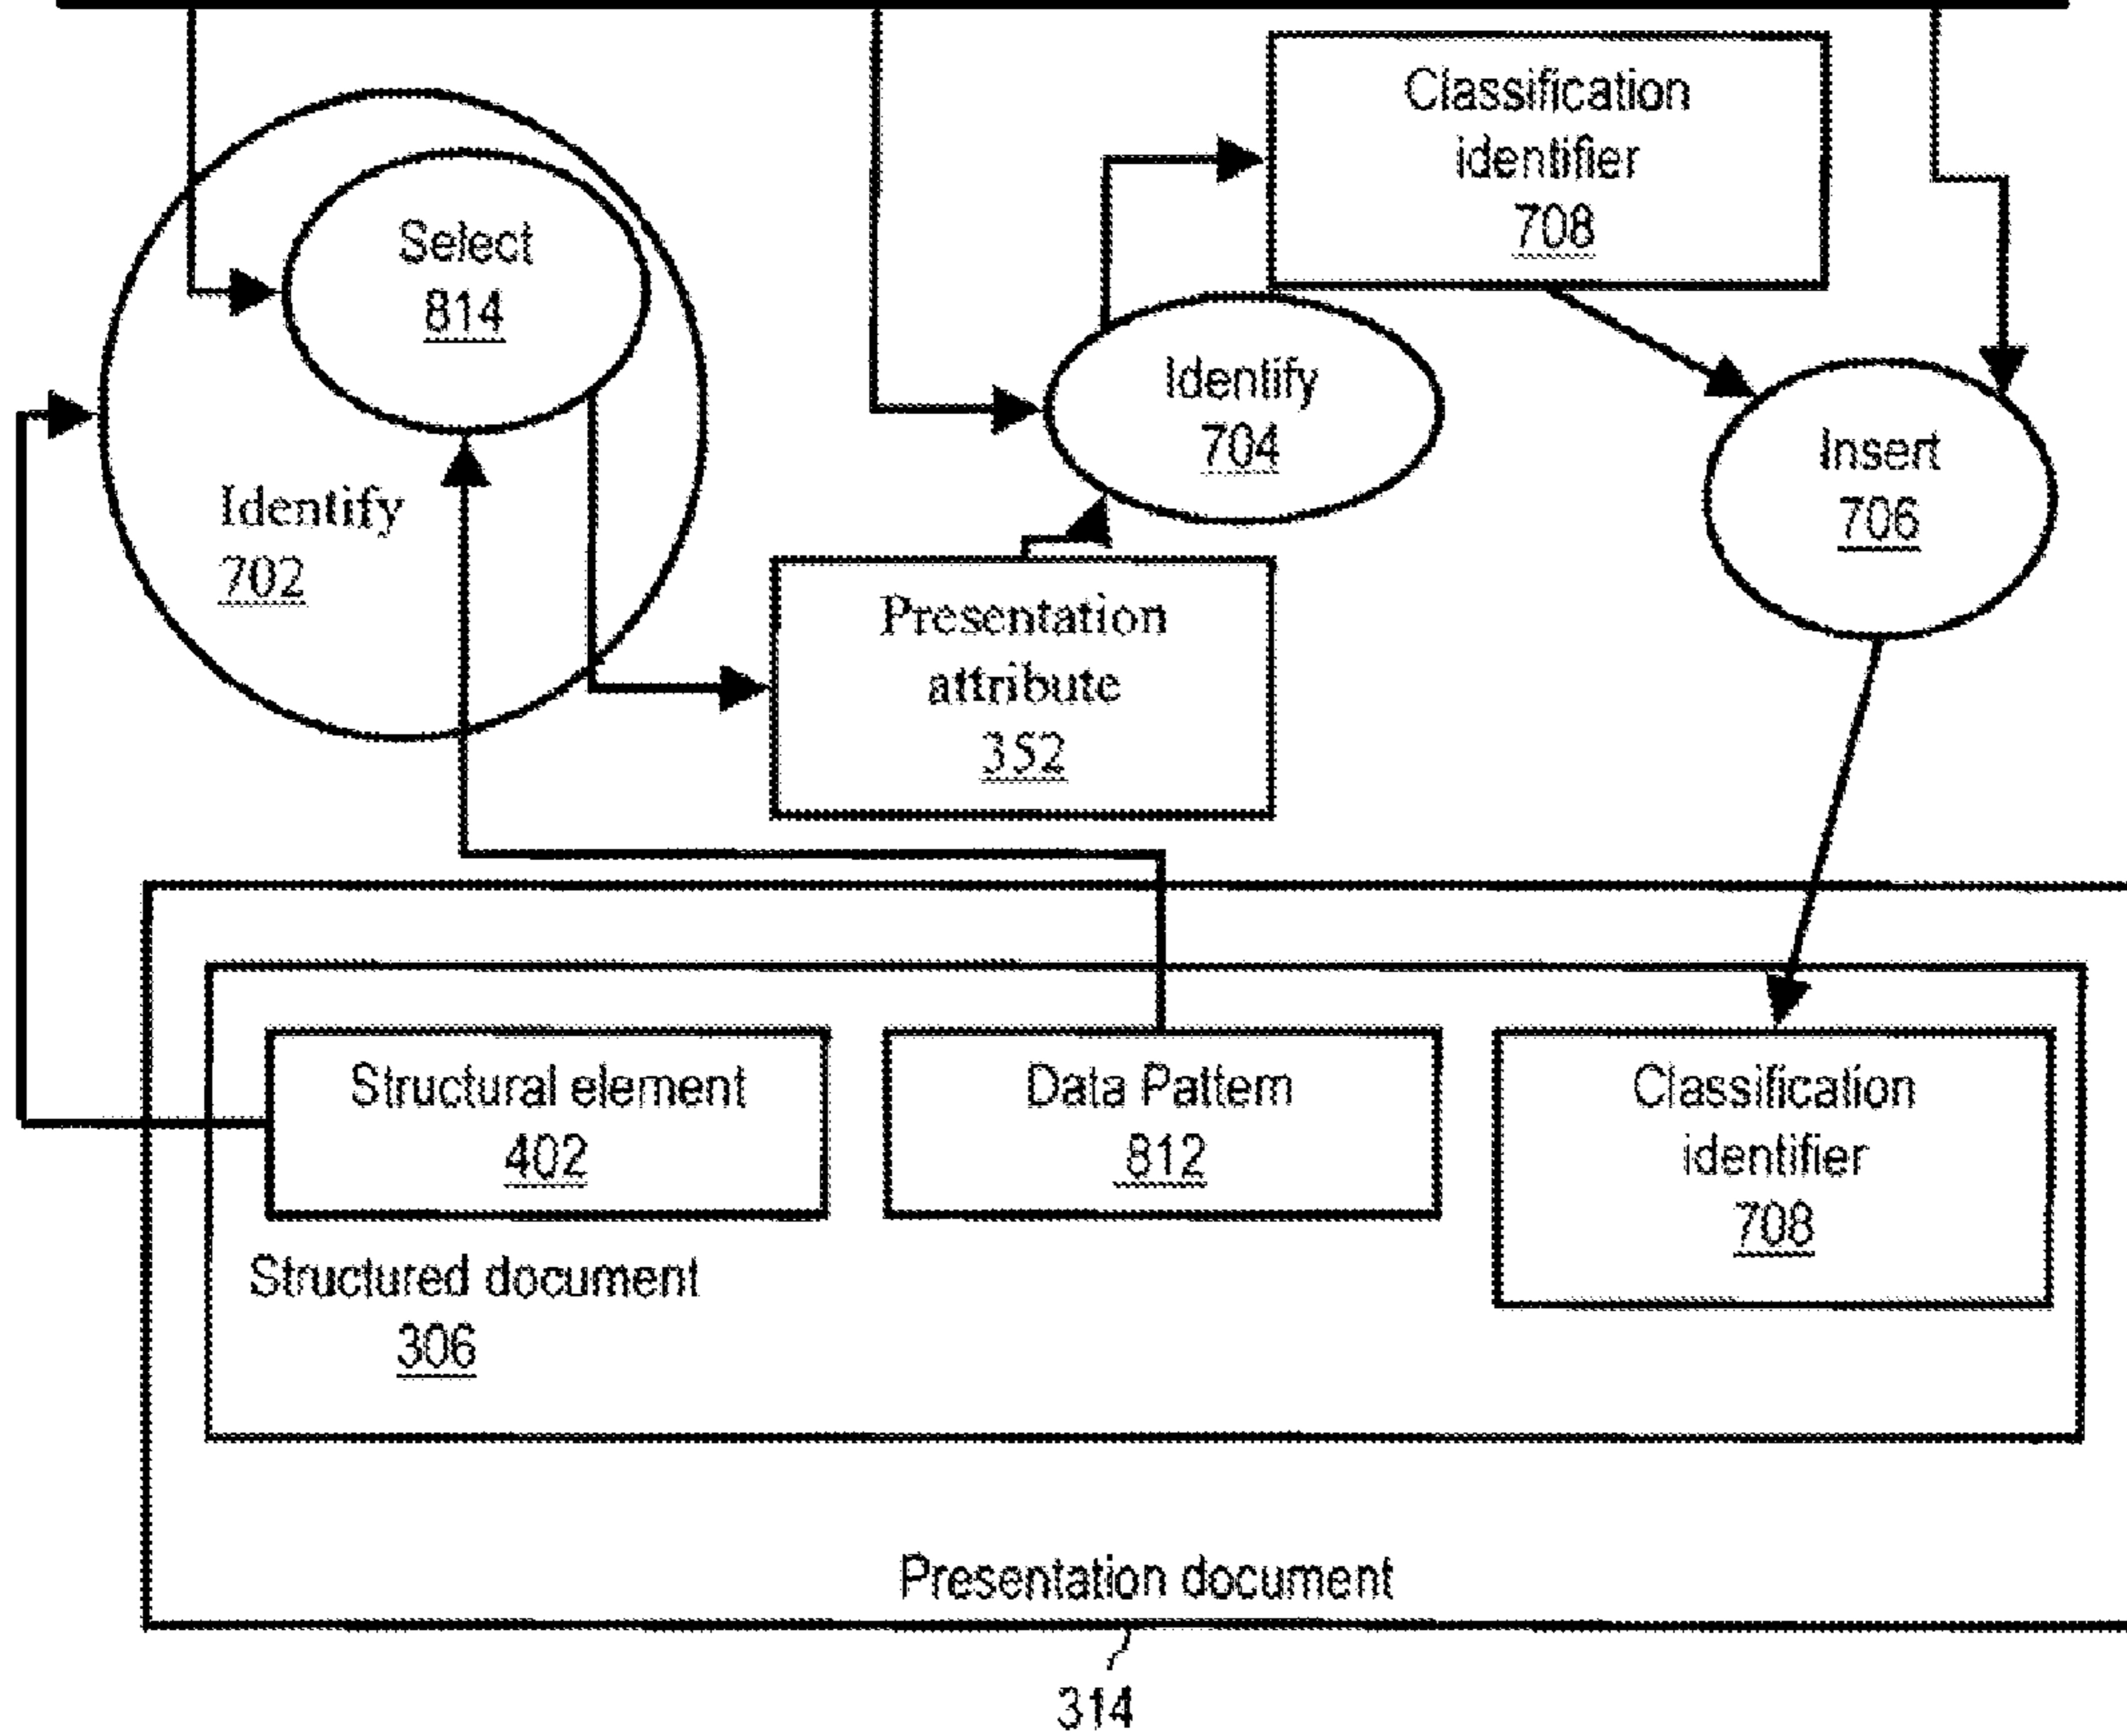 Classification
identifier
708
Select
814
Identify
704
Insert
706
Identify
702
Presentation
attribute
352
Structural element
402
Data Pattern
812
Classification
identifier
708
Structured document
306
Presentation document
314